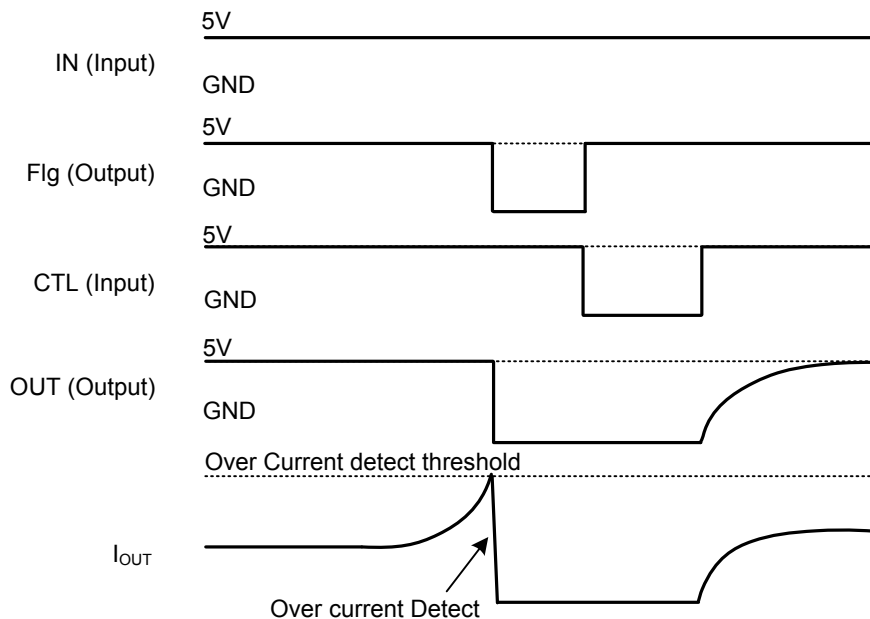 5V
IN (Input)
GND
5V
Flg (Output)
GND
5V
CTL (Input)
GND
5V
OUT (Output)
GND
Over Current detect threshold
IOUT
Over current Detect